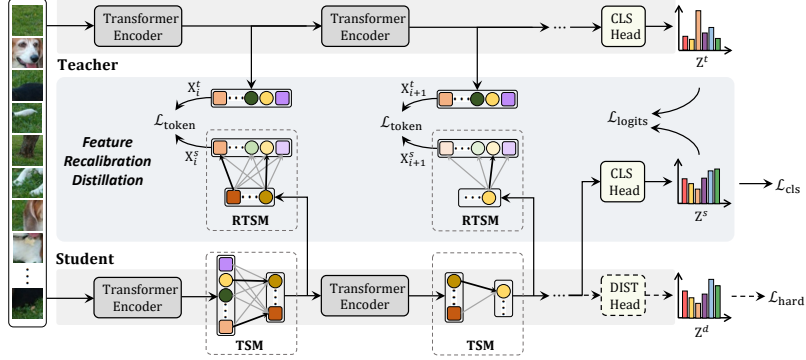 Transformer
Encoder
Transformer
Encoder
...
CLS
Head
Z^t
Teacher
X_i^t
X_{i+1}^t
ℒ_token
ℒ_token
ℒ_logits
X_i^s
X_{i+1}^s
Feature
Recalibration
Distillation
CLS
Head
ℒ_cls
RTSM
RTSM
Z^s
Student
Transformer
Encoder
Transformer
Encoder
...
DIST
Head
ℒ_hard
TSM
TSM
Z^d